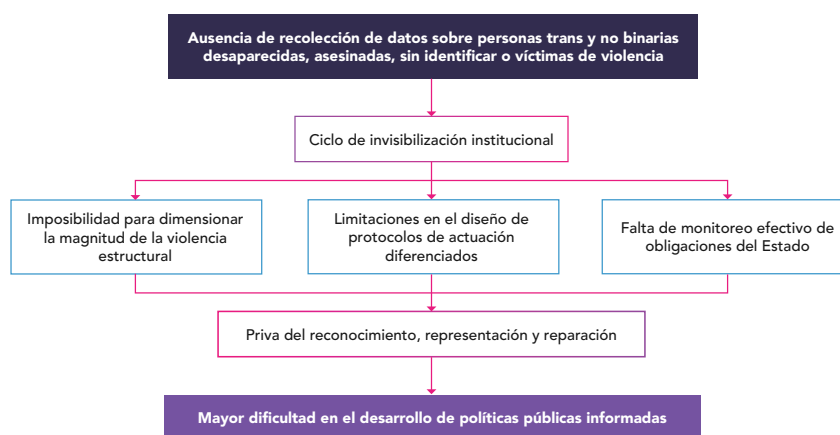 Ausencia de recolección de datos sobre personas trans y no binarias
desaparecidas, asesinadas, sin identificar o víctimas de violencia
Ciclo de invisibilización institucional
Imposibilidad para dimensionar
la magnitud de la violencia
estructural
Limitaciones en el diseño de
protocolos de actuación
diferenciados
Falta de monitoreo efectivo de
obligaciones del Estado
Priva del reconocimiento, representación y reparación
Mayor dificultad en el desarrollo de políticas públicas informadas